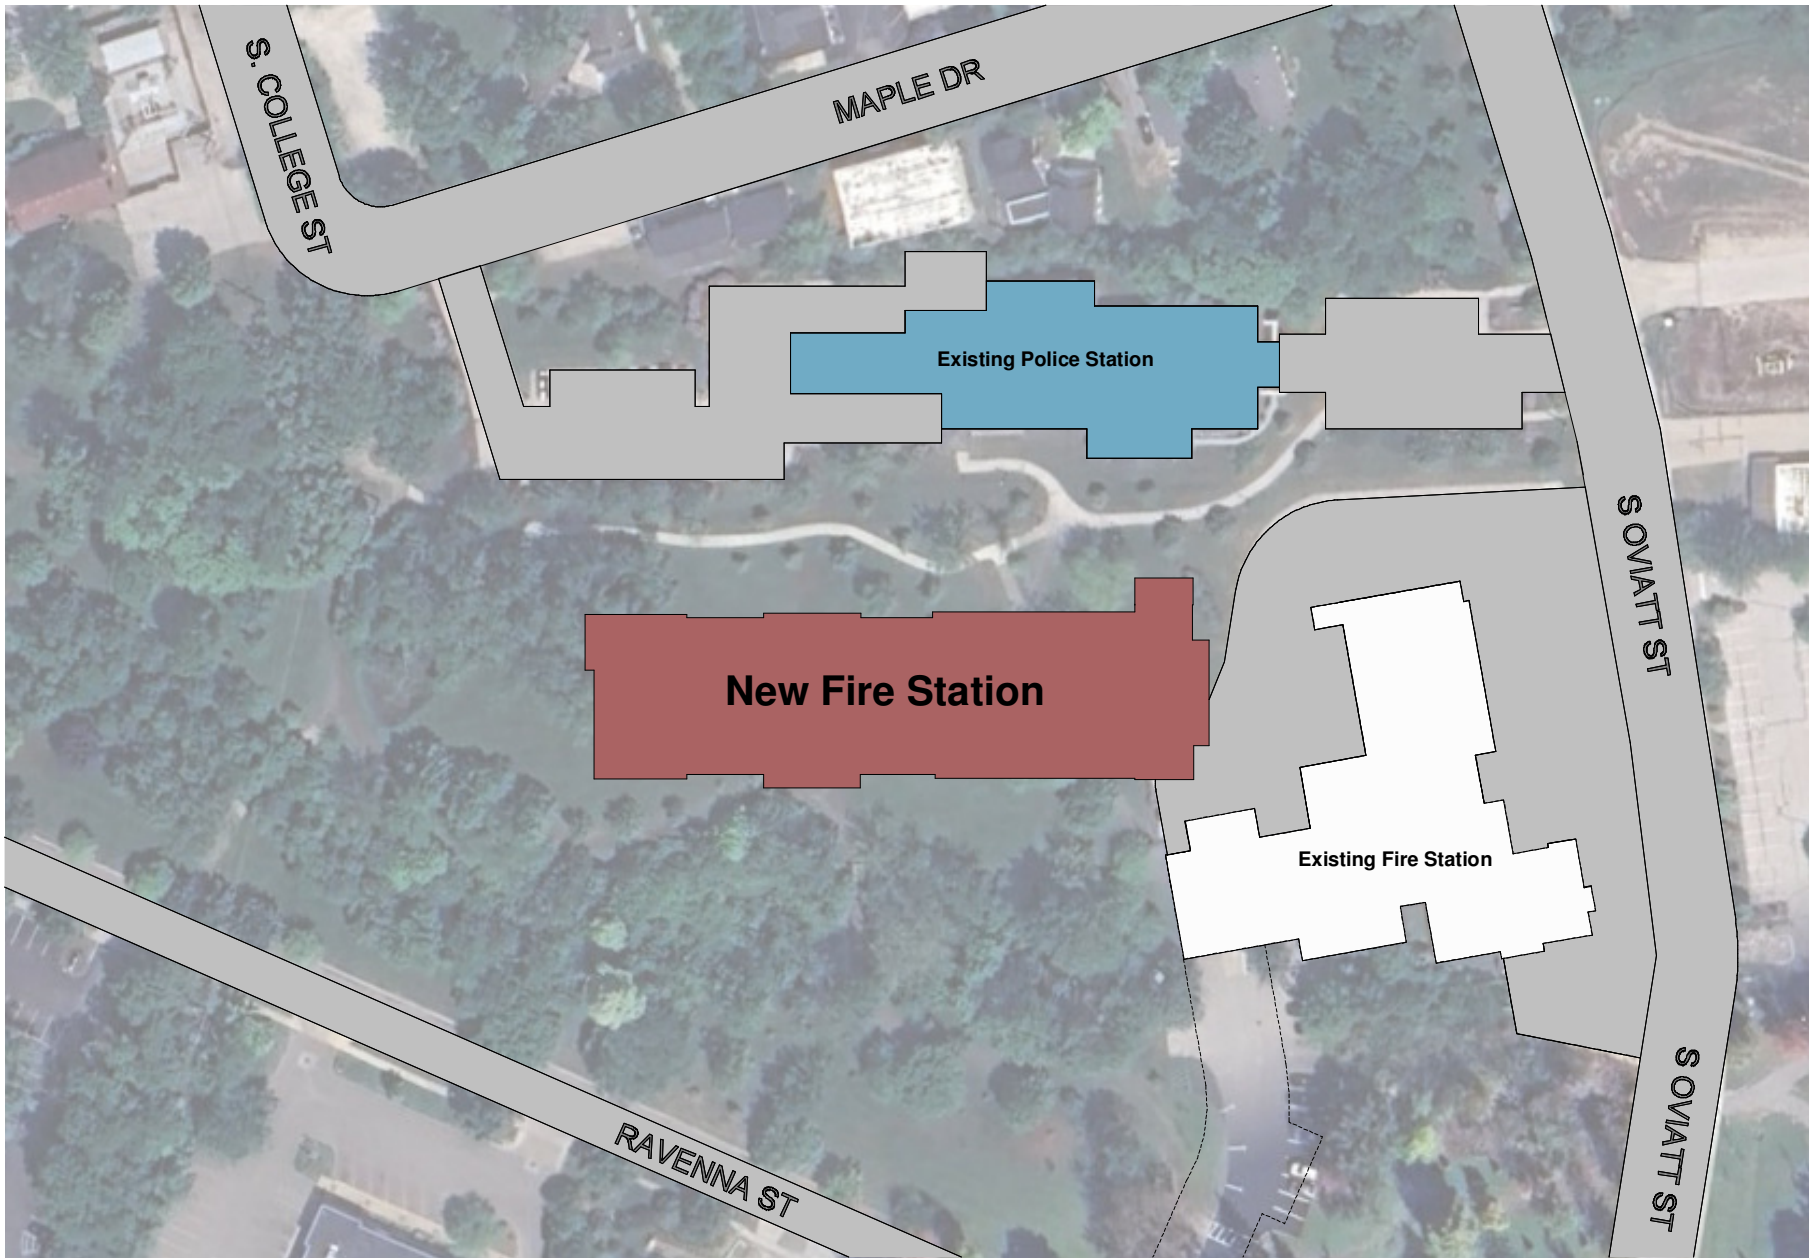 S. COLLEGE ST
MAPLE DR
Existing Police Station
S OVIATT ST
New Fire Station
Existing Fire Station
S OVIATT ST
RAVENNA ST